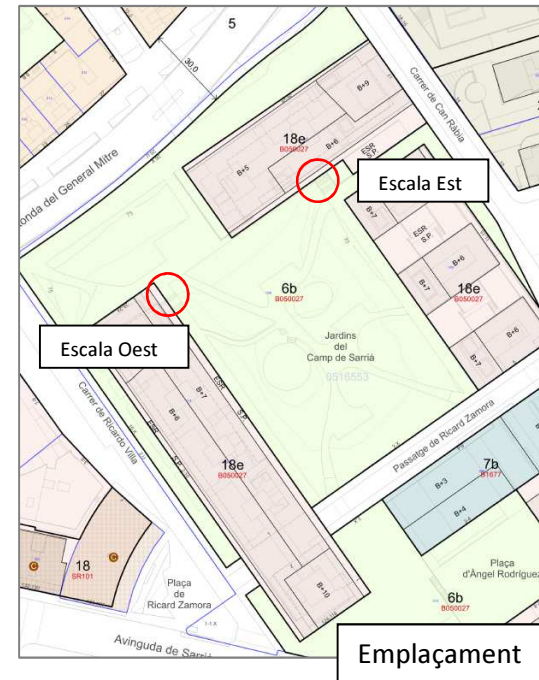 5
30.0
Ronda del General Mitre
Carrer de Can Ràbia
B+9
18e
B050027
B+6
B+5
ESR
S.P.
Escala Est
B+7
ESR
S.P.
B+6
18e
B050027
B+7
B+6
B+7
6b
B050027
Jardins
del
Camp de Sarrià
0516553
Escala Oest
B+7
ESR
S.P.
B+6
ESR
S.P.
18e
B050027
Carrer de Ricardo Villa
Passatge de Ricard Zamora
7b
B1677
B+3
B+4
B+10
18
SR101
Plaça
de
Ricard Zamora
Plaça
d'Àngel Rodríguez
6b
B050027
Avinguda de Sarrià
Emplaçament